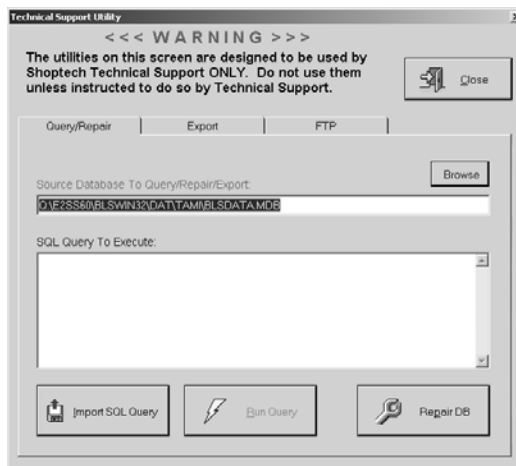 Technical Support Utility
<<< WARNING >>>
The utilities on this screen are designed to be used by
Shoptech Technical Support ONLY. Do not use them
unless instructed to do so by Technical Support.
Close
Query/Repair Export FTP
Browse
Source Database To Query/Repair/Export:
Q:\E2SS60\BLSWIN32\DAT\TAMI\BLSDATA.MDB
SQL Query To Execute:
Import SQL Query Run Query Repair DB